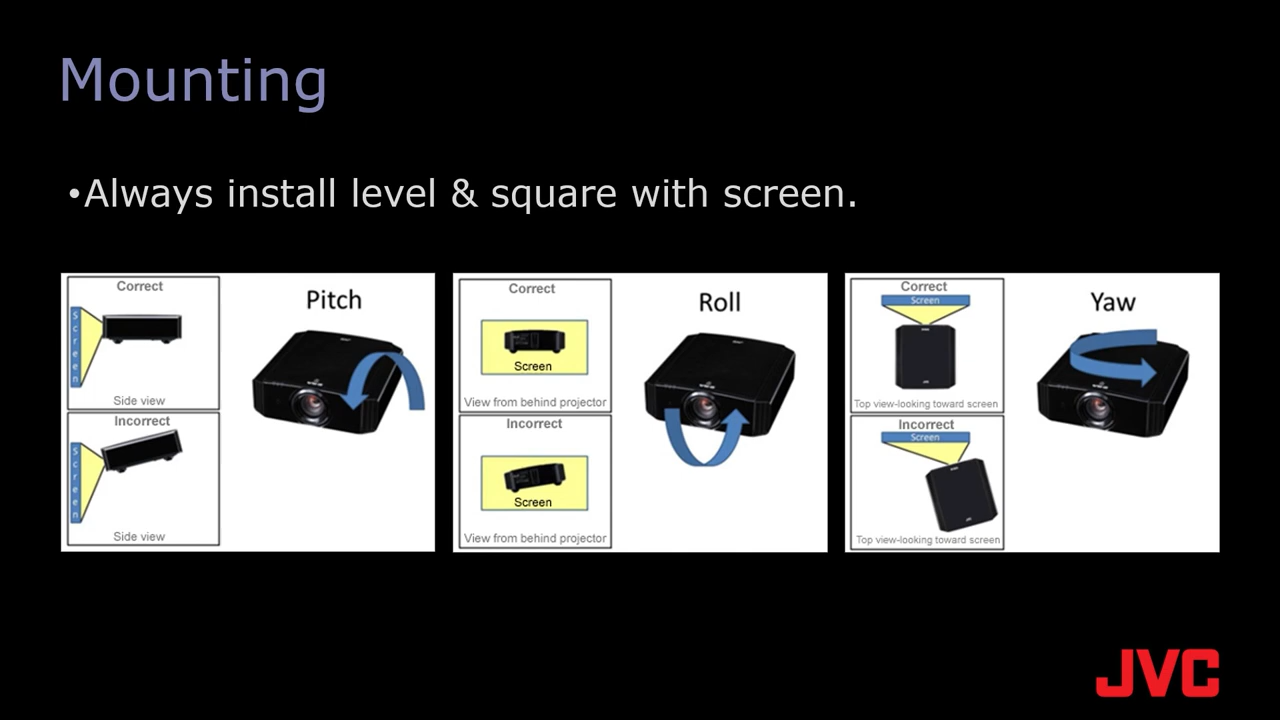 Mounting
•Always install level & square with screen.
Correct
Pitch
Screen
Side view
Incorrect
Screen
Side view
Correct
Roll
Screen
View from behind projector
Incorrect
Screen
View from behind projector
Correct
Screen
Yaw
Top view-looking toward screen
Incorrect
Screen
JVC
Top view-looking toward screen
JVC